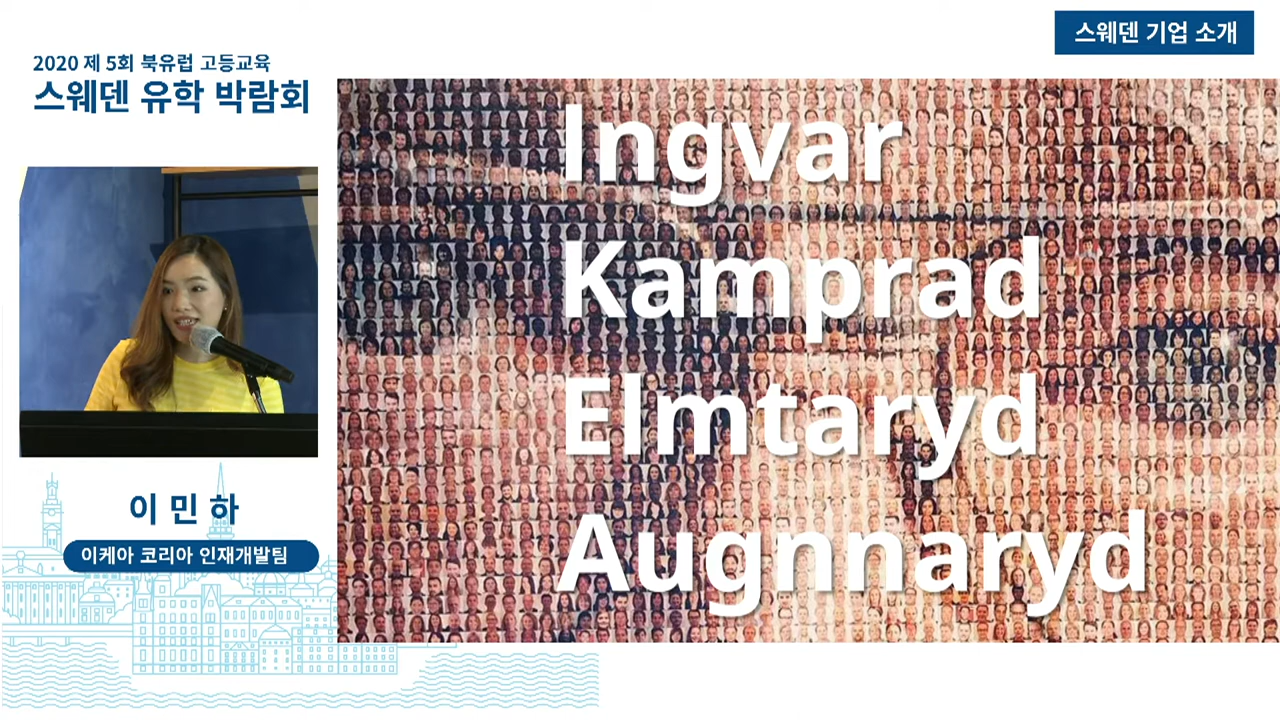 스웨덴 기업 소개
2020 제 5회 북유럽 고등교육
스웨덴 유학 박람회
Ingvar
Kamprad
Elmtaryd
Augnnaryd
이 민 하
이케아 코리아 인재개발팀